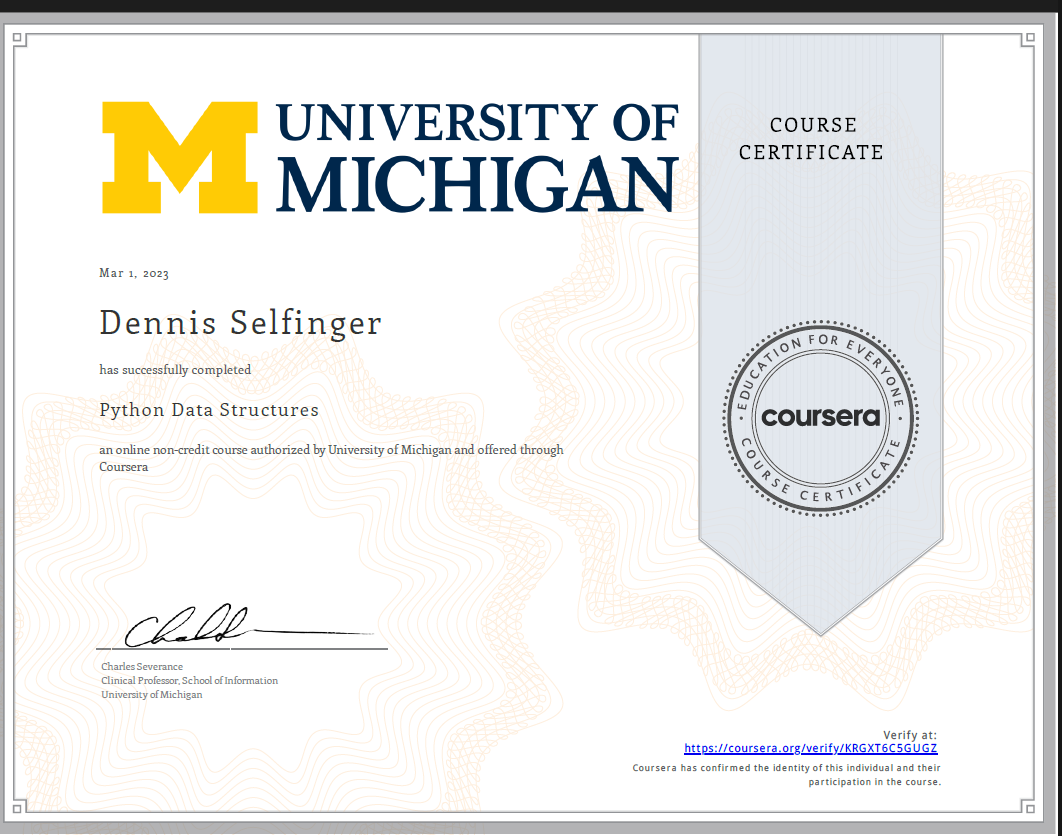 M UNIVERSITY OF
MICHIGAN
COURSE
CERTIFICATE
Mar 1, 2023
Dennis Selfinger
has successfully completed
Python Data Structures
an online non-credit course authorized by University of Michigan and offered through
Coursera
EDUCATION FOR EVERYONE
coursera
COURSE CERTIFICATE
Charles Severance
Clinical Professor, School of Information
University of Michigan
Verify at:
https://coursera.org/verify/KRGXT6C5GUGZ
Coursera has confirmed the identity of this individual and their
participation in the course.